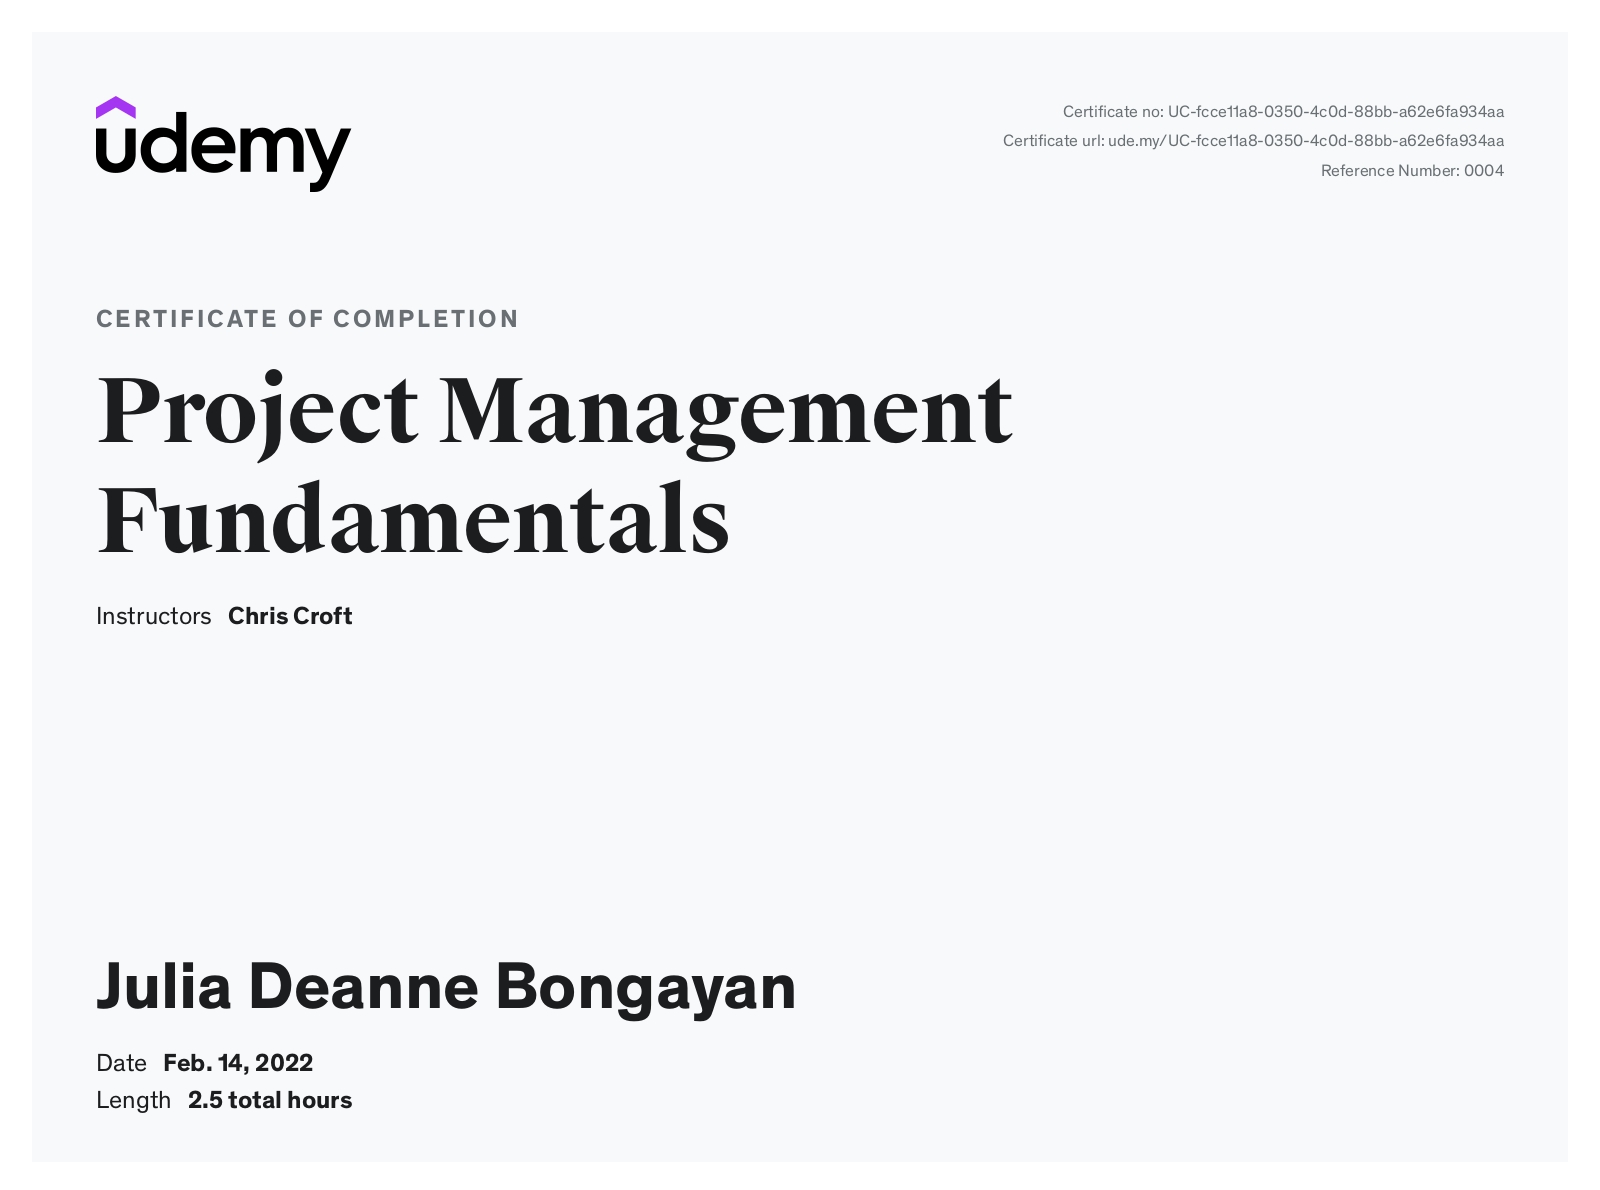 udemy
Certificate no: UC-fcce11a8-0350-4c0d-88bb-a62e6fa934aa
Certificate url: ude.my/UC-fcce11a8-0350-4c0d-88bb-a62e6fa934aa
Reference Number: 0004
CERTIFICATE OF COMPLETION
Project Management
Fundamentals
Instructors Chris Croft
Julia Deanne Bongayan
Date Feb. 14, 2022
Length 2.5 total hours